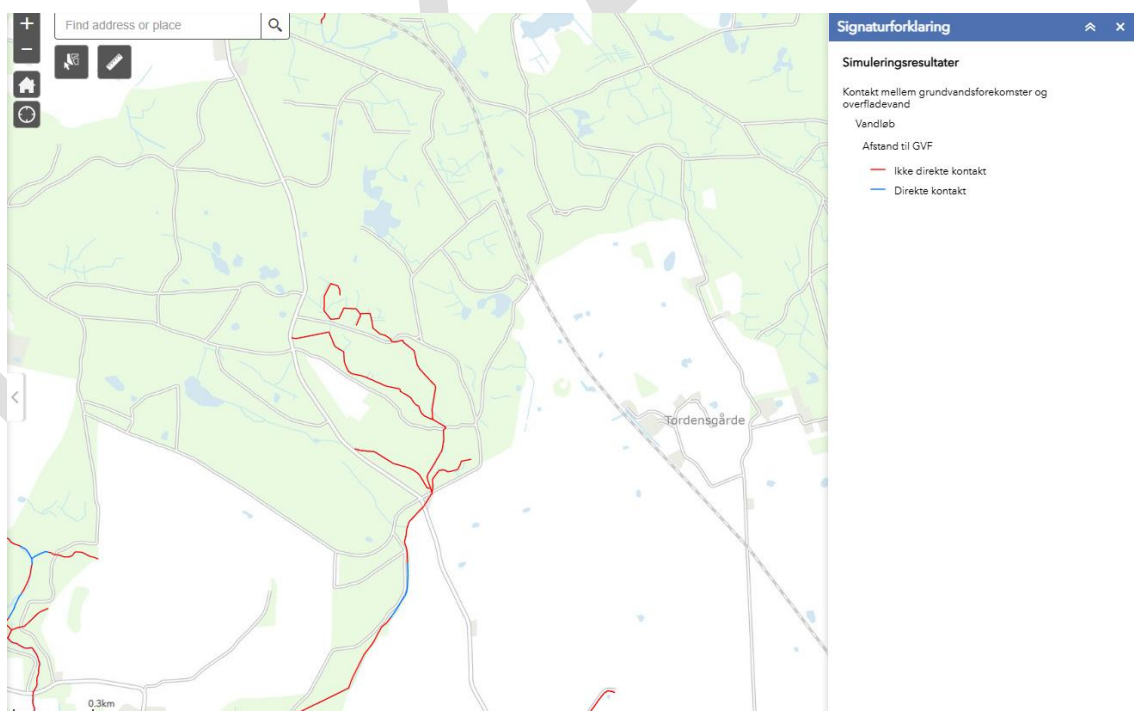 Find address or place
Signaturforklaring
Simuleringsresultater
Kontakt mellem grundvandsforekomster og
overfladevand
Vandløb
Afstand til GVF
Ikke direkte kontakt
Direkte kontakt
Tordensgårde
0.3km